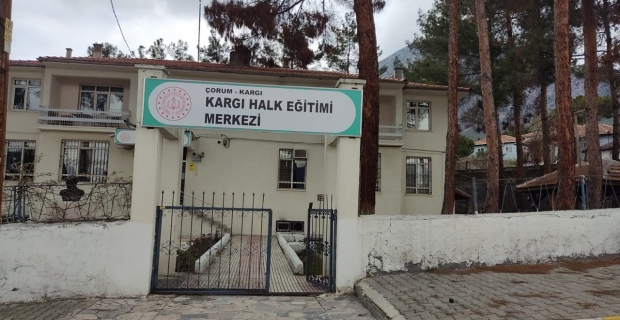 ÇORUM - KARGI
KARGI HALK EĞİTİMİ
MERKEZİ